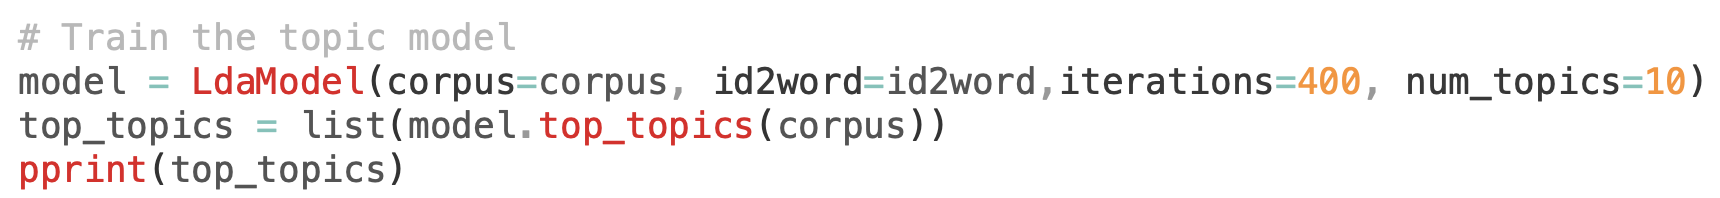 # Train the topic model
model = LdaModel(corpus=corpus, id2word=id2word,iterations=400, num_topics=10)
top_topics = list(model.top_topics(corpus))
pprint(top_topics)